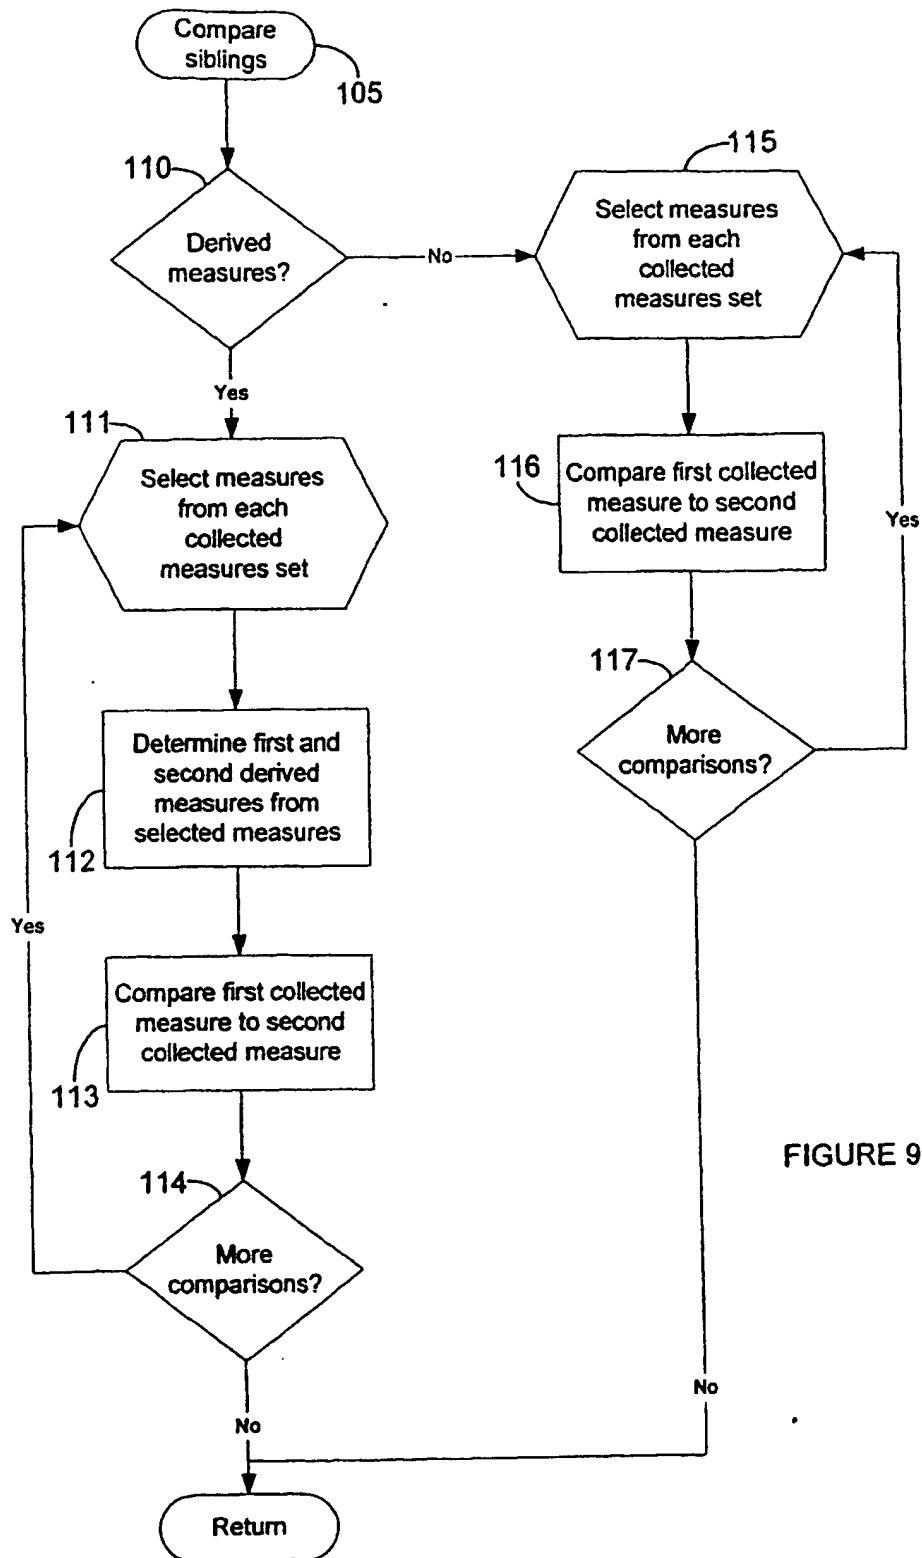 Compare
siblings
105
110
Derived
measures?
No
115
Select measures
from each
collected
measures set
Yes
111
Select measures
from each
collected
measures set
116
Compare first collected
measure to second
collected measure
Yes
117
More
comparisons?
112
Determine first and
second derived
measures from
selected measures
Yes
113
Compare first collected
measure to second
collected measure
114
More
comparisons?
FIGURE 9
No
No
Return